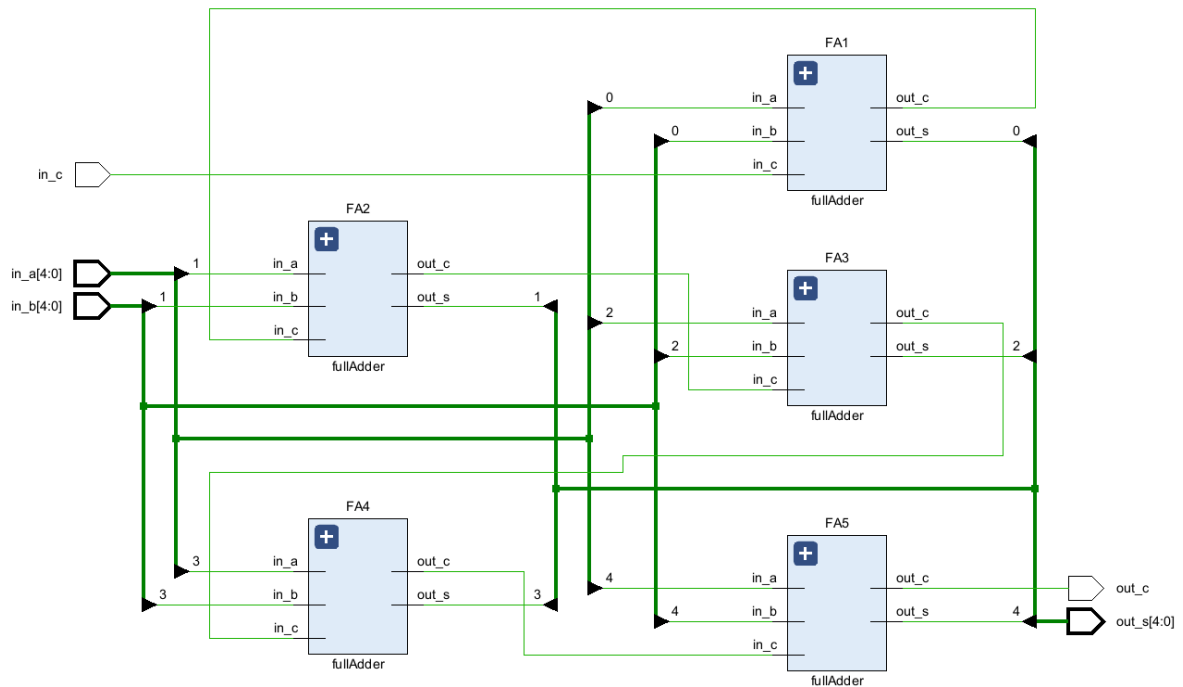 FA1
0 in_a out_c
0 in_b out_s 0
in_c in_c
fullAdder
FA2
in_a[4:0] 1 in_a out_c
in_b[4:0] 1 in_b out_s 1
in_c
fullAdder
FA3
2 in_a out_c
2 in_b out_s 2
in_c
fullAdder
FA4
3 in_a out_c
3 in_b out_s 3
in_c
fullAdder
FA5
4 in_a out_c out_c
4 in_b out_s 4 out_s[4:0]
in_c
fullAdder